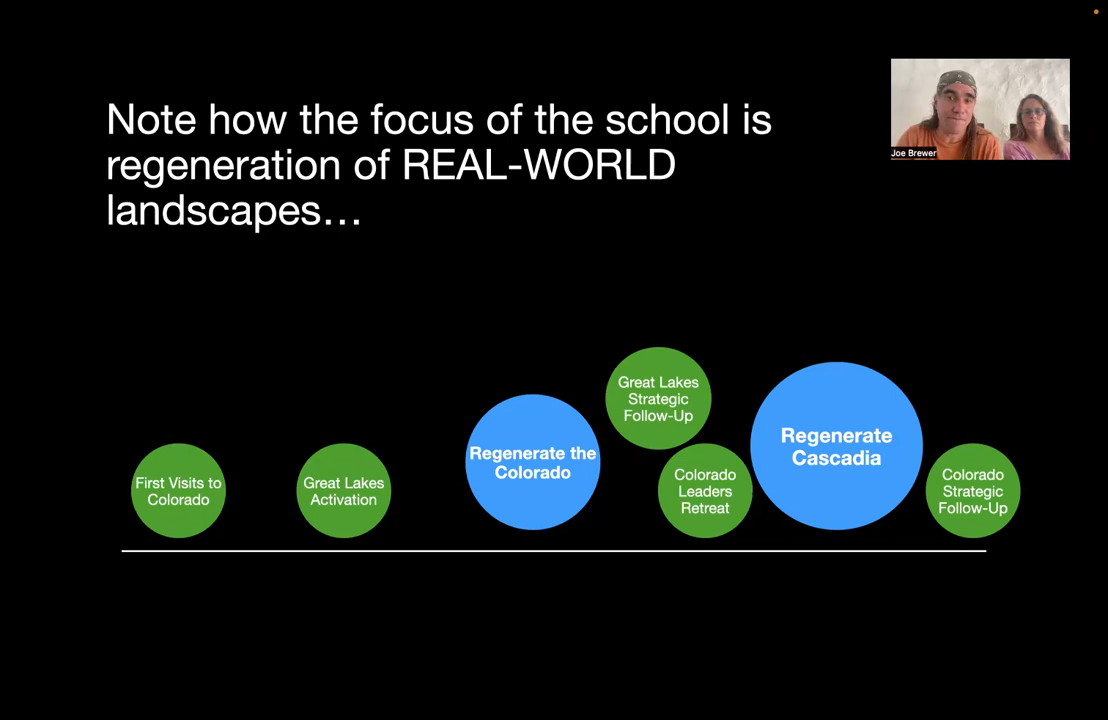 Note how the focus of the school is
regeneration of REAL-WORLD
landscapes…
Joe Brewer
First Visits to
Colorado
Great Lakes
Activation
Regenerate the
Colorado
Great Lakes
Strategic
Follow-Up
Colorado
Leaders
Retreat
Regenerate
Cascadia
Colorado
Strategic
Follow-Up